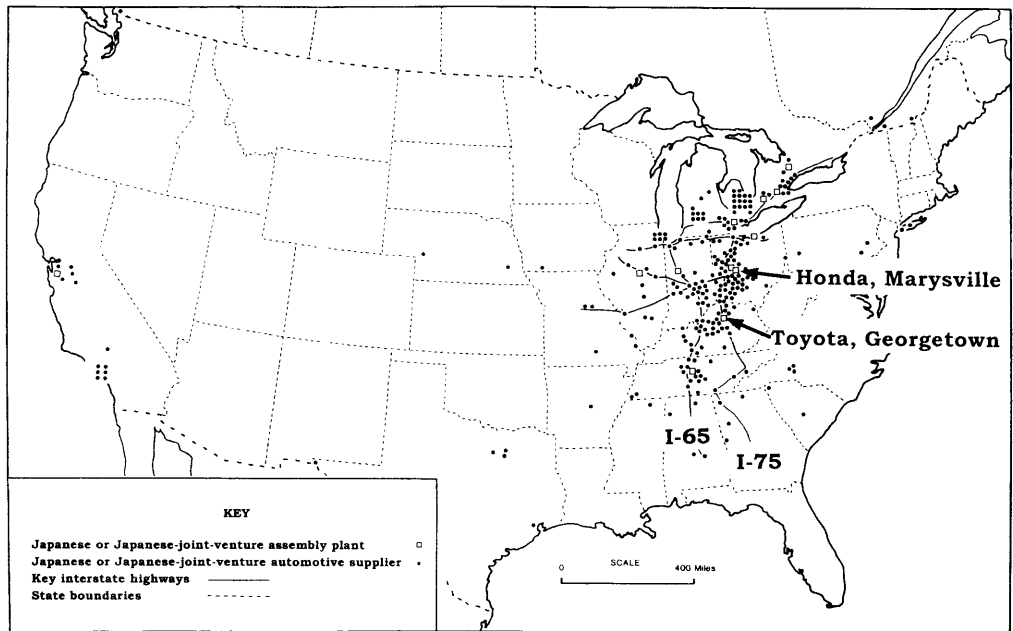 Honda, Marysville
Toyota, Georgetown
I-65
I-75
KEY
Japanese or Japanese-joint-venture assembly plant
Japanese or Japanese-joint-venture automotive supplier
Key interstate highways
State boundaries
0 SCALE 400 Miles